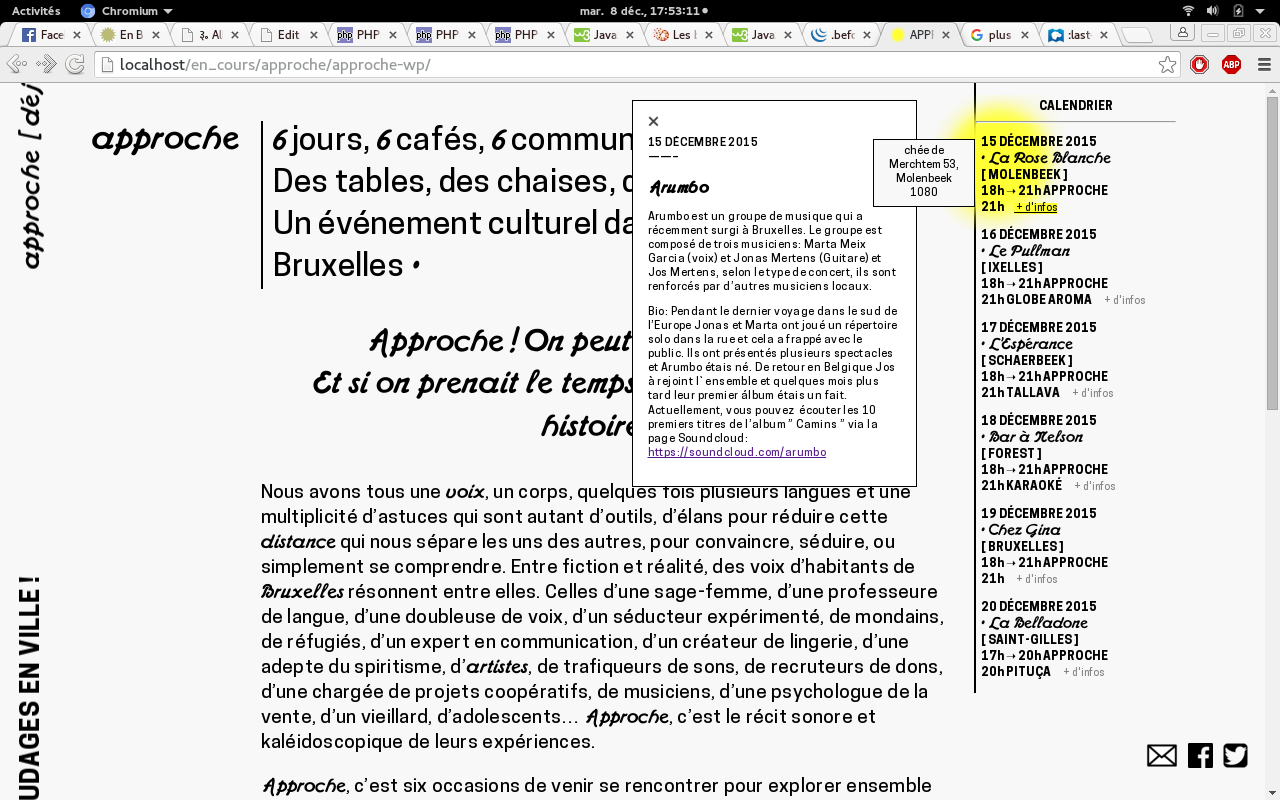 Activités Chromium mar. 8 déc., 17:53:11
Face En B Al Edit PHP PHP PHP Java Les Java .befo APPI plus :last-
localhost/en_cours/approche/approche-wp/
ABP
approche [ déj
UDAGES EN VILLE !
approche
6 jours, 6 cafés, 6 commun
Des tables, des chaises, d
Un événement culturel da
Bruxelles •
Approche ! On peut
Et si on prenait le temps
histoire
Nous avons tous une voix, un corps, quelques fois plusieurs langues et une
multiplicité d'astuces qui sont autant d'outils, d'élans pour réduire cette
distance qui nous sépare les uns des autres, pour convaincre, séduire, ou
simplement se comprendre. Entre fiction et réalité, des voix d'habitants de
Bruxelles résonnent entre elles. Celles d'une sage-femme, d'une professeure
de langue, d'une doubleuse de voix, d'un séducteur expérimenté, de mondains,
de réfugiés, d'un expert en communication, d'un créateur de lingerie, d'une
adepte du spiritisme, d'artistes, de trafiqueurs de sons, de recruteurs de dons,
d'une chargée de projets coopératifs, de musiciens, d'une psychologue de la
vente, d'un vieillard, d'adolescents… Approche, c'est le récit sonore et
kaléidoscopique de leurs expériences.
Approche, c'est six occasions de venir se rencontrer pour explorer ensemble
×
15 DÉCEMBRE 2015
———–
Arumbo
Arumbo est un groupe de musique qui a
récemment surgi à Bruxelles. Le groupe est
composé de trois musiciens: Marta Meix
Garcia (voix) et Jonas Mertens (Guitare) et
Jos Mertens, selon le type de concert, ils sont
renforcés par d'autres musiciens locaux.
Bio: Pendant le dernier voyage dans le sud de
l'Europe Jonas et Marta ont joué un répertoire
solo dans la rue et cela a frappé avec le
public. Ils ont présentés plusieurs spectacles
et Arumbo étais né. De retour en Belgique Jos
à rejoint l`ensemble et quelques mois plus
tard leur premier álbum étais un fait.
Actuellement, vous pouvez écouter les 10
premiers titres de l'album " Camins " via la
page Soundcloud:
https://soundcloud.com/arumbo
chée de
Merchtem 53,
Molenbeek
1080
CALENDRIER
15 DÉCEMBRE 2015
• La Rose Blanche
[ MOLENBEEK ]
18h → 21h APPROCHE
21h + d'infos
16 DÉCEMBRE 2015
• Le Pullman
[ IXELLES ]
18h → 21h APPROCHE
21h GLOBE AROMA + d'infos
17 DÉCEMBRE 2015
• L'Espérance
[ SCHAERBEEK ]
18h → 21h APPROCHE
21h TALLAVA + d'infos
18 DÉCEMBRE 2015
• Bar à Nelson
[ FOREST ]
18h → 21h APPROCHE
21h KARAOKÉ + d'infos
19 DÉCEMBRE 2015
• Chez Gina
[ BRUXELLES ]
18h → 21h APPROCHE
21h + d'infos
20 DÉCEMBRE 2015
• La Belladone
[ SAINT-GILLES ]
17h → 20h APPROCHE
20h PITUÇA + d'infos